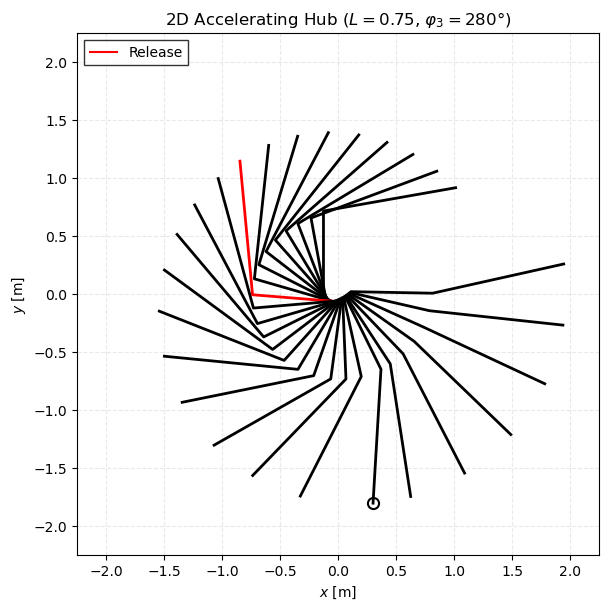 2D Accelerating Hub (L = 0.75, φ₃ = 280°)
Release
2.0
1.5
1.0
0.5
0.0
−0.5
−1.0
−1.5
−2.0
y [m]
−2.0 −1.5 −1.0 −0.5 0.0 0.5 1.0 1.5 2.0
x [m]